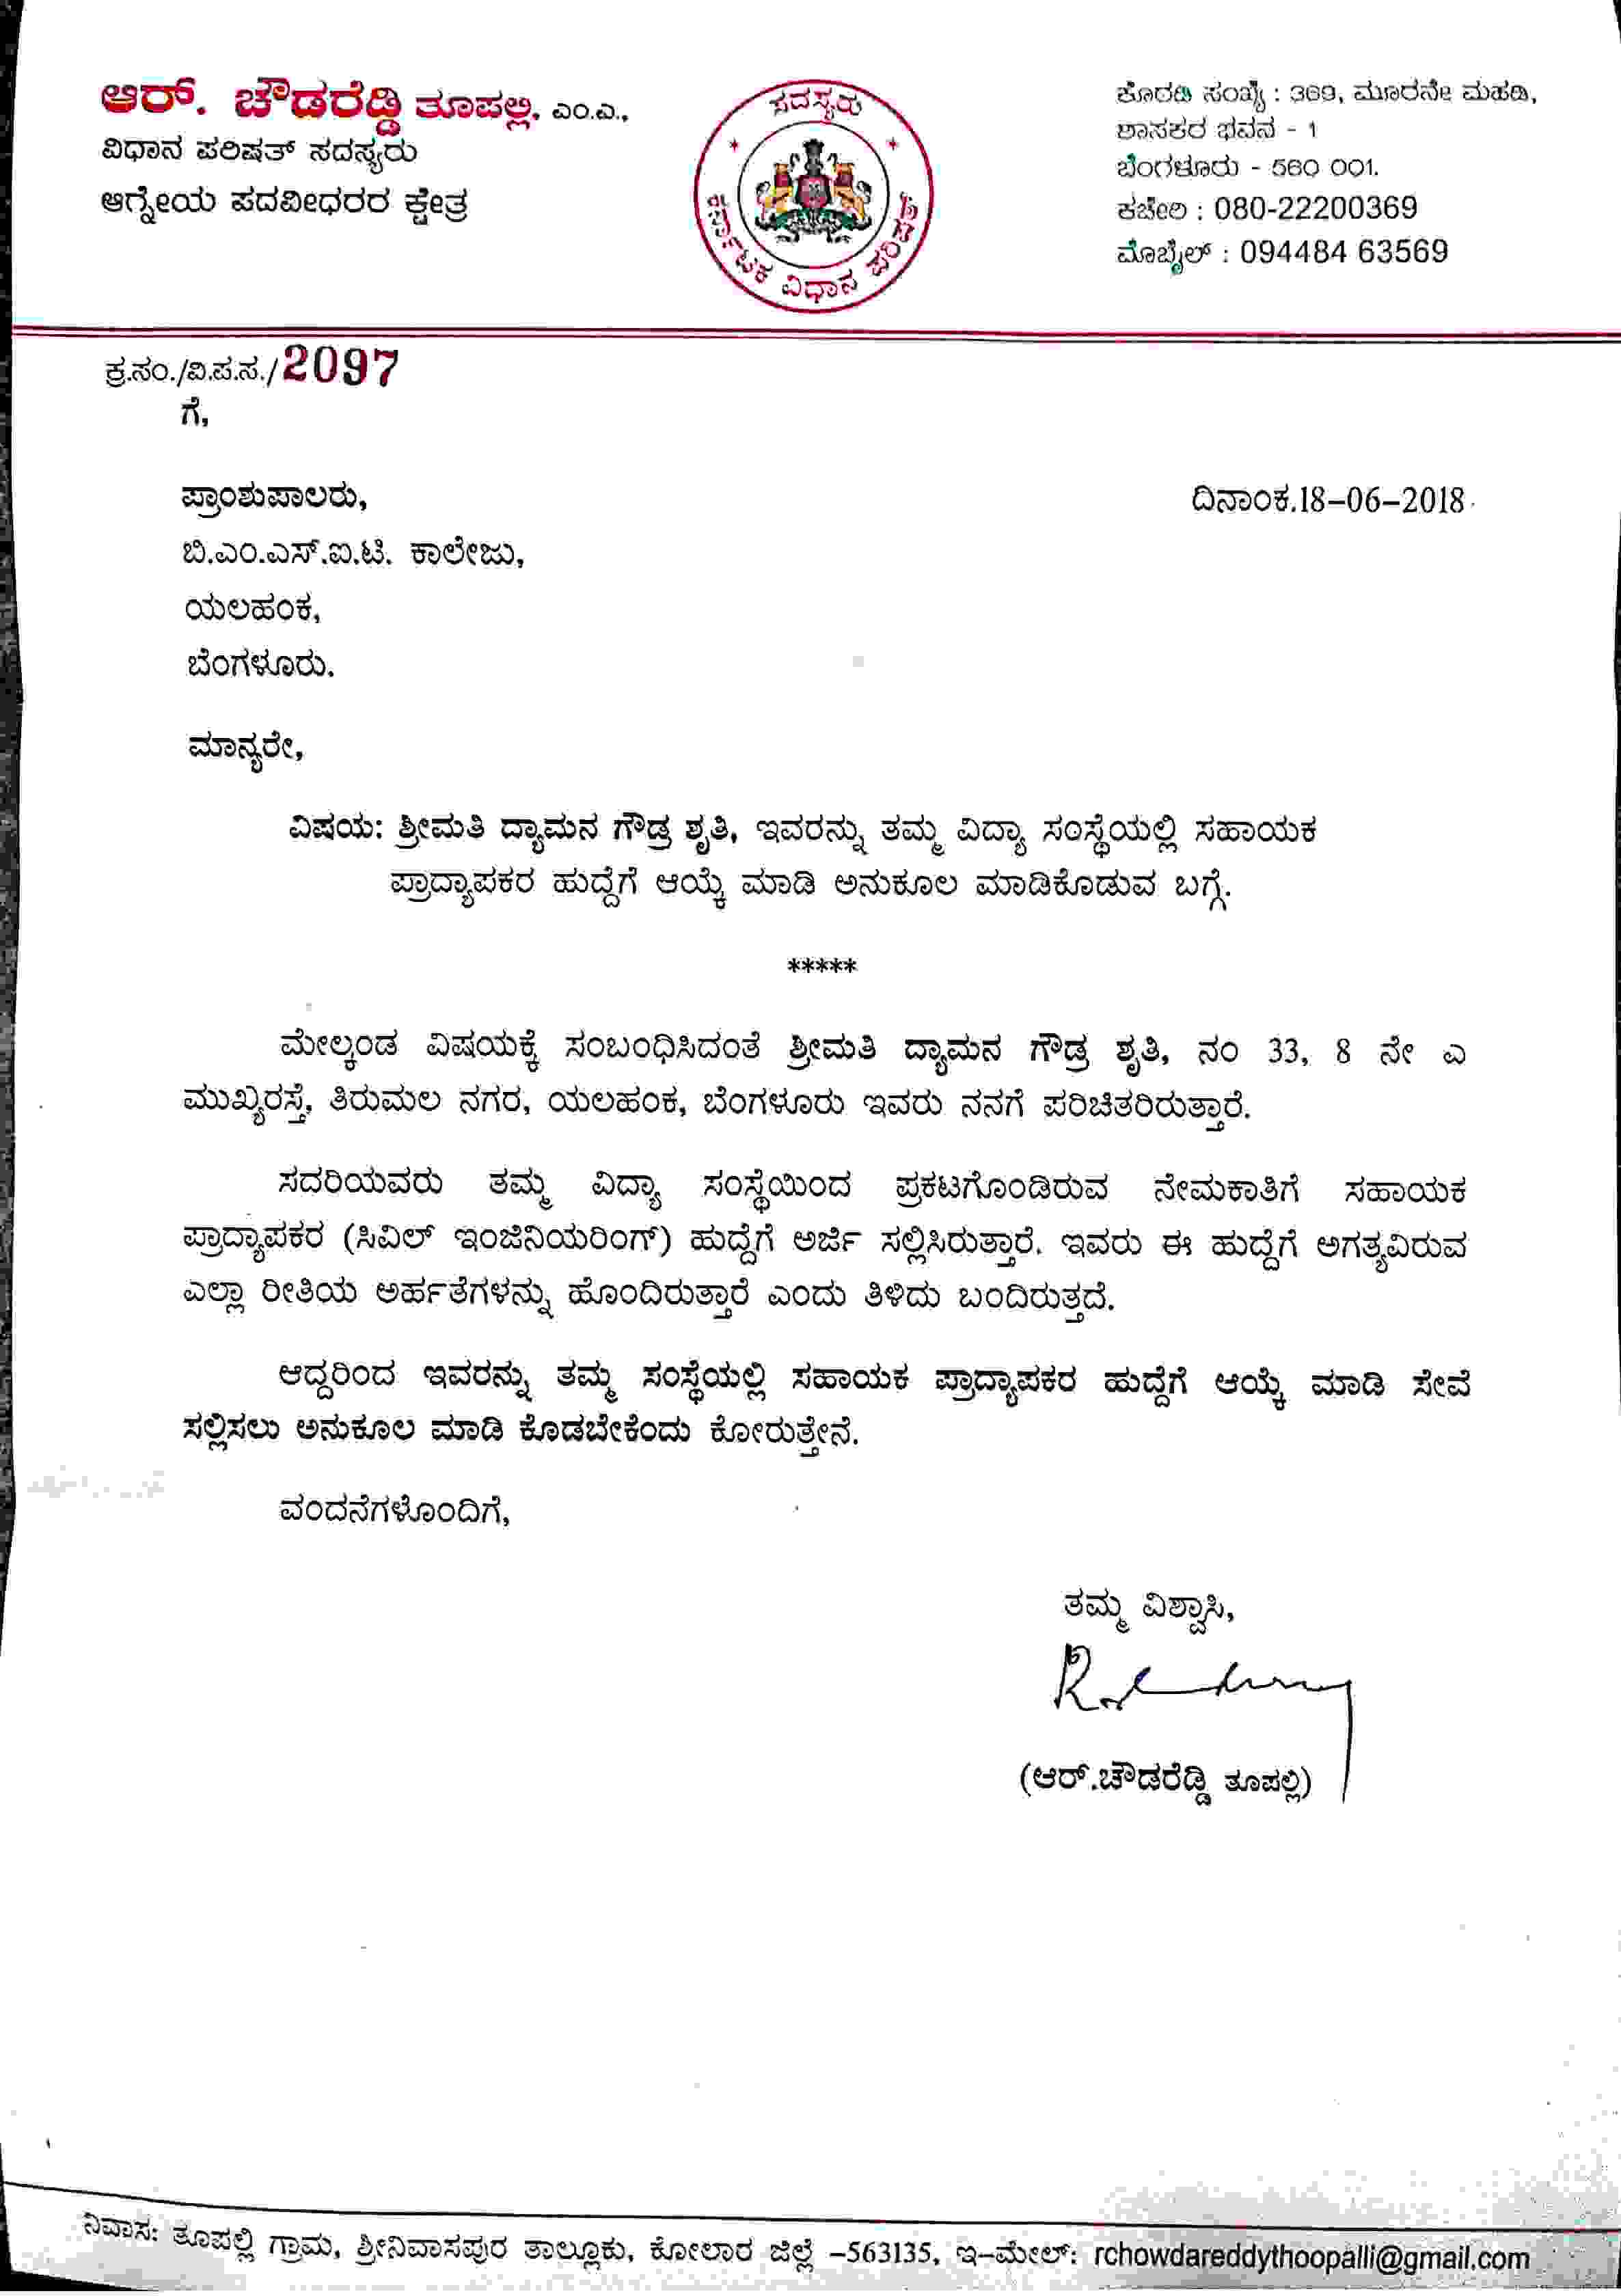 ಆರ್. ಚೌಡರೆಡ್ಡಿ ತೂಪಲ್ಲಿ, ಎಂ.ಎ.,
ವಿಧಾನ ಪರಿಷತ್ ಸದಸ್ಯರು
ಆಗ್ನೇಯ ಪದವೀಧರರ ಕ್ಷೇತ್ರ
ಸದಸ್ಯರು
ಕರ್ನಾಟಕ ವಿಧಾನ ಪರಿಷತ್
ಕೊಠಡಿ ಸಂಖ್ಯೆ : 369, ಮೂರನೇ ಮಹಡಿ,
ಶಾಸಕರ ಭವನ - 1
ಬೆಂಗಳೂರು - 560 001.
ಕಚೇರಿ : 080-22200369
ಮೊಬೈಲ್ : 094484 63569
ಕ್ರ.ಸಂ./ವಿ.ಪ.ಸ./2097
ಗೆ,
ಪ್ರಾಂಶುಪಾಲರು,
ದಿನಾಂಕ.18-06-2018
ಬಿ.ಎಂ.ಎಸ್.ಐ.ಟಿ. ಕಾಲೇಜು,
ಯಲಹಂಕ,
ಬೆಂಗಳೂರು.
ಮಾನ್ಯರೇ,
ವಿಷಯ: ಶ್ರೀಮತಿ ದ್ಯಾಮನ ಗೌಡ್ರ ಶೃತಿ, ಇವರನ್ನು ತಮ್ಮ ವಿದ್ಯಾ ಸಂಸ್ಥೆಯಲ್ಲಿ ಸಹಾಯಕ
ಪ್ರಾದ್ಯಾಪಕರ ಹುದ್ದೆಗೆ ಆಯ್ಕೆ ಮಾಡಿ ಅನುಕೂಲ ಮಾಡಿಕೊಡುವ ಬಗ್ಗೆ.
*****
ಮೇಲ್ಕಂಡ ವಿಷಯಕ್ಕೆ ಸಂಬಂಧಿಸಿದಂತೆ ಶ್ರೀಮತಿ ದ್ಯಾಮನ ಗೌಡ್ರ ಶೃತಿ, ನಂ 33, 8 ನೇ ಎ
ಮುಖ್ಯರಸ್ತೆ, ತಿರುಮಲ ನಗರ, ಯಲಹಂಕ, ಬೆಂಗಳೂರು ಇವರು ನನಗೆ ಪರಿಚಿತರಿರುತ್ತಾರೆ.
ಸದರಿಯವರು ತಮ್ಮ ವಿದ್ಯಾ ಸಂಸ್ಥೆಯಿಂದ ಪ್ರಕಟಗೊಂಡಿರುವ ನೇಮಕಾತಿಗೆ ಸಹಾಯಕ
ಪ್ರಾದ್ಯಾಪಕರ (ಸಿವಿಲ್ ಇಂಜಿನಿಯರಿಂಗ್) ಹುದ್ದೆಗೆ ಅರ್ಜಿ ಸಲ್ಲಿಸಿರುತ್ತಾರೆ. ಇವರು ಈ ಹುದ್ದೆಗೆ ಅಗತ್ಯವಿರುವ
ಎಲ್ಲಾ ರೀತಿಯ ಅರ್ಹತೆಗಳನ್ನು ಹೊಂದಿರುತ್ತಾರೆ ಎಂದು ತಿಳಿದು ಬಂದಿರುತ್ತದೆ.
ಆದ್ದರಿಂದ ಇವರನ್ನು ತಮ್ಮ ಸಂಸ್ಥೆಯಲ್ಲಿ ಸಹಾಯಕ ಪ್ರಾದ್ಯಾಪಕರ ಹುದ್ದೆಗೆ ಆಯ್ಕೆ ಮಾಡಿ ಸೇವೆ
ಸಲ್ಲಿಸಲು ಅನುಕೂಲ ಮಾಡಿ ಕೊಡಬೇಕೆಂದು ಕೋರುತ್ತೇನೆ.
ವಂದನೆಗಳೊಂದಿಗೆ,
ತಮ್ಮ ವಿಶ್ವಾಸಿ,
(ಆರ್.ಚೌಡರೆಡ್ಡಿ ತೂಪಲ್ಲಿ)
ನಿವಾಸ: ತೂಪಲ್ಲಿ ಗ್ರಾಮ, ಶ್ರೀನಿವಾಸಪುರ ತಾಲ್ಲೂಕು, ಕೋಲಾರ ಜಿಲ್ಲೆ -563135, ಇ-ಮೇಲ್: rchowdareddythoopalli@gmail.com